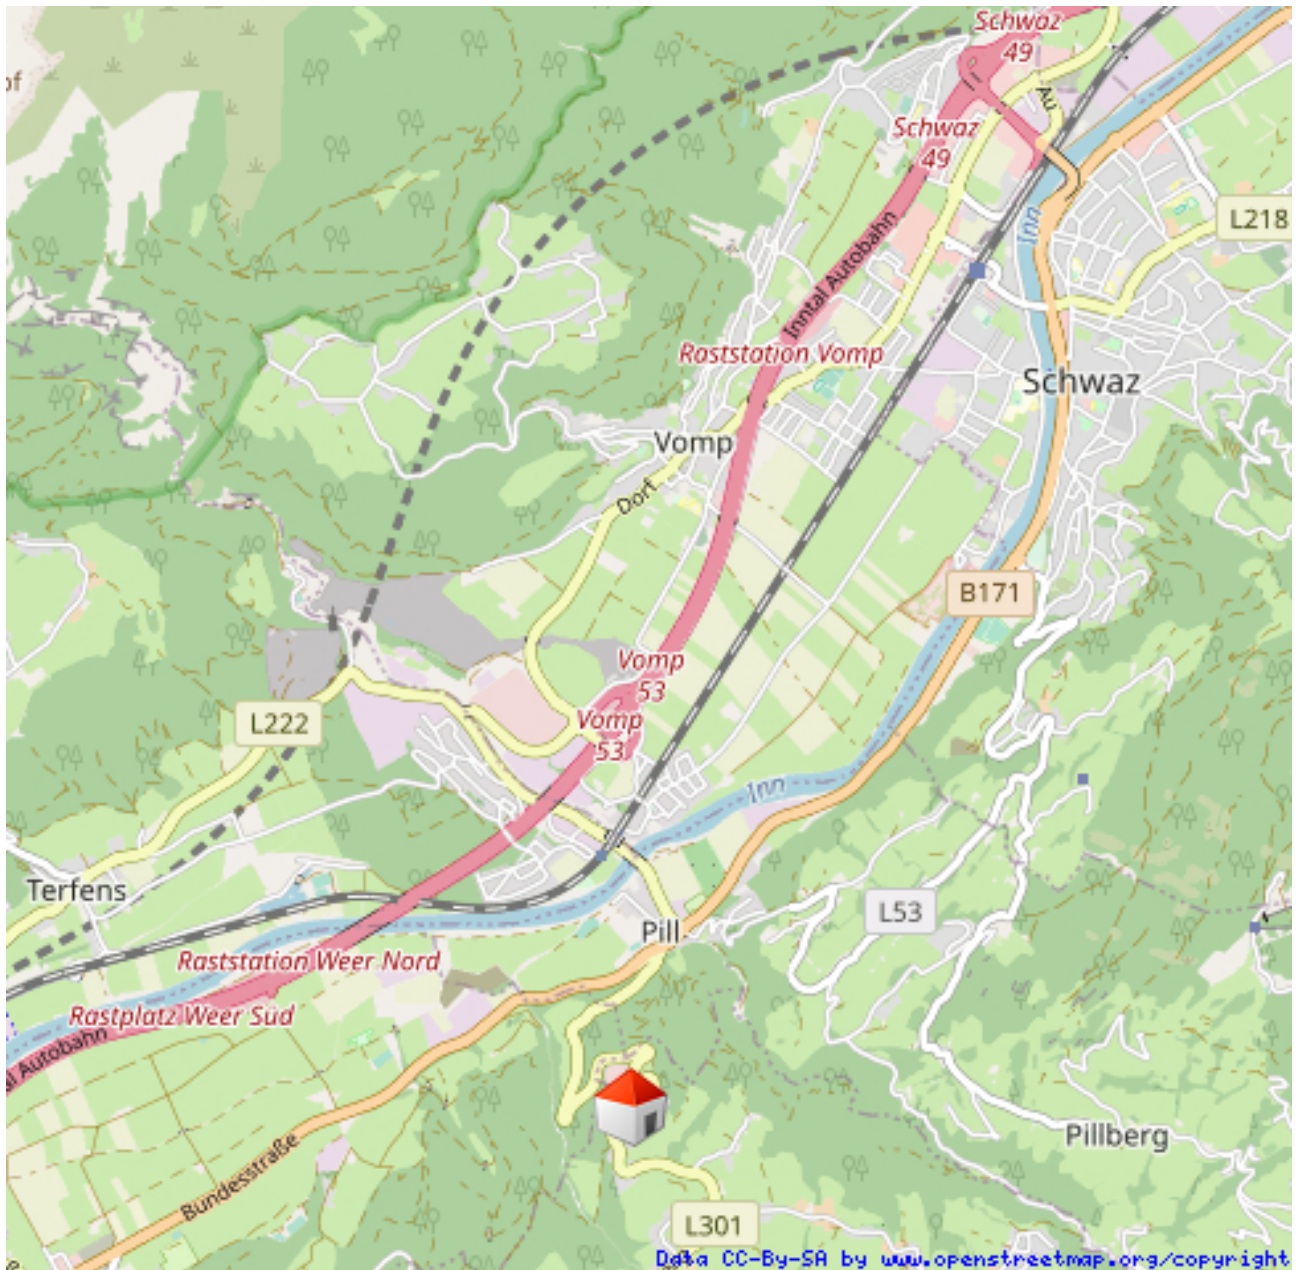 Schwaz
49
of
Au
Schwaz
49
Inn
L218
Inntal Autobahn
Raststation Vomp
Schwaz
Vomp
Dorf
B171
Vomp
53
L222
Vomp
53
Inn
Terfens
L53
Pill
Raststation Weer Nord
Rastplatz Weer Süd
al Autobahn
Pillberg
Bundesstraße
L301
Data CC-By-SA by www.openstreetmap.org/copyright